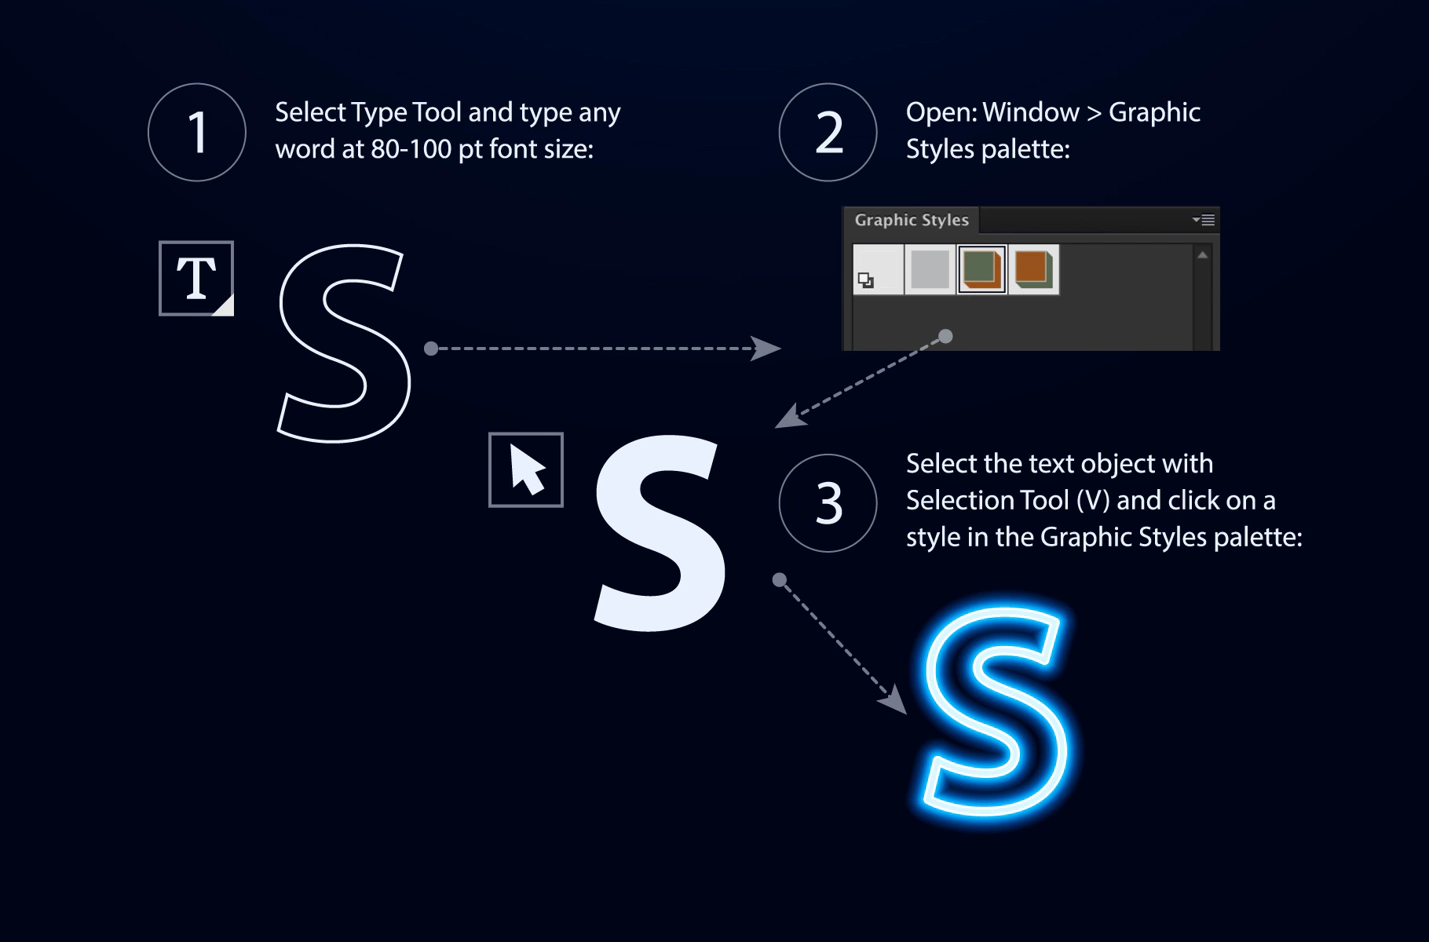 1
Select Type Tool and type any
word at 80-100 pt font size:
T
S
2
Open: Window > Graphic
Styles palette:
Graphic Styles
S
3
Select the text object with
Selection Tool (V) and click on a
style in the Graphic Styles palette:
S